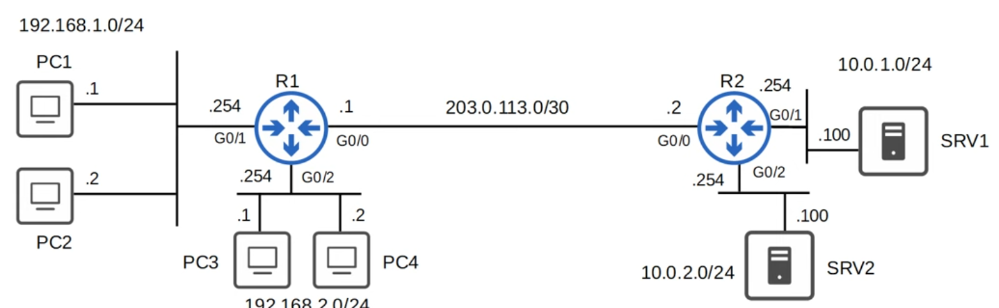 192.168.1.0/24
PC1
.1
.2
PC2
.254
G0/1
R1
.1
G0/0
203.0.113.0/30
.254
G0/2
.1
.2
PC3
PC4
192.168.2.0/24
R2
.2
G0/0
.254
G0/1
10.0.1.0/24
.100
SRV1
.254
G0/2
.100
10.0.2.0/24
SRV2